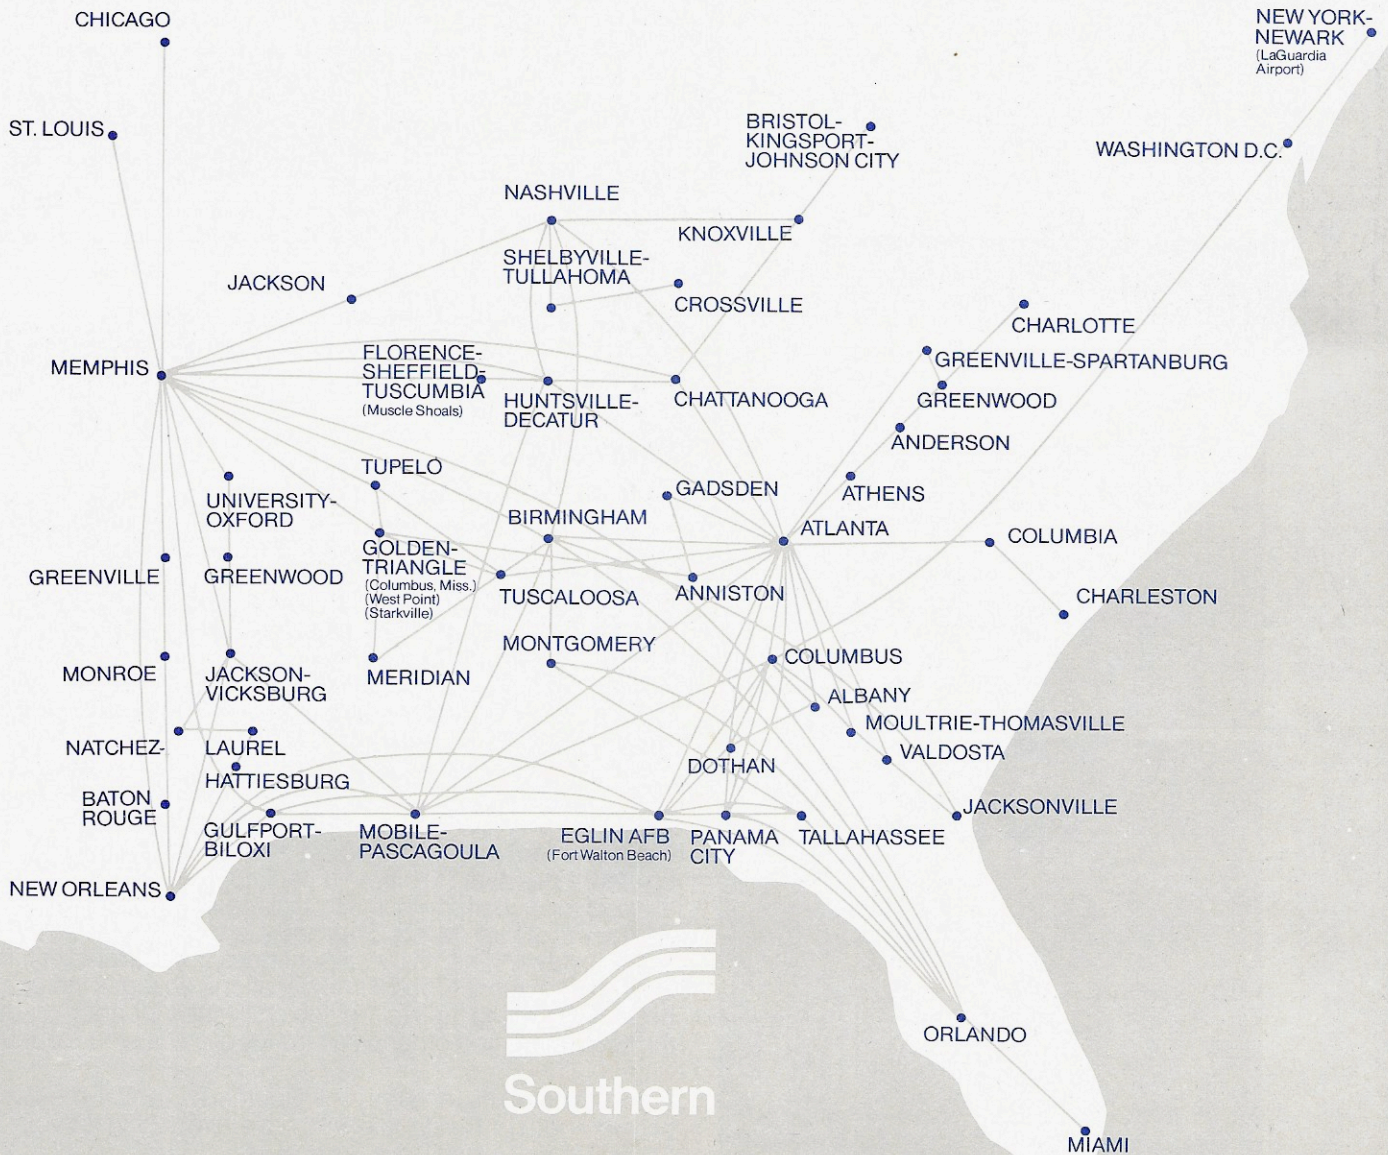 CHICAGO
NEW YORK-
NEWARK
(LaGuardia
Airport)
ST. LOUIS
BRISTOL-
KINGSPORT-
JOHNSON CITY
WASHINGTON D.C.
NASHVILLE
KNOXVILLE
SHELBYVILLE-
TULLAHOMA
JACKSON
CROSSVILLE
CHARLOTTE
MEMPHIS
FLORENCE-
SHEFFIELD-
TUSCUMBIA
(Muscle Shoals)
GREENVILLE-SPARTANBURG
HUNTSVILLE-
DECATUR
CHATTANOOGA
GREENWOOD
ANDERSON
TUPELO
GADSDEN
ATHENS
UNIVERSITY-
OXFORD
BIRMINGHAM
ATLANTA
COLUMBIA
GREENVILLE
GREENWOOD
GOLDEN-
TRIANGLE
(Columbus, Miss.)
(West Point)
(Starkville)
TUSCALOOSA
ANNISTON
CHARLESTON
MONTGOMERY
COLUMBUS
MONROE
JACKSON-
VICKSBURG
MERIDIAN
ALBANY
MOULTRIE-THOMASVILLE
NATCHEZ-
LAUREL
HATTIESBURG
VALDOSTA
DOTHAN
BATON
ROUGE
GULFPORT-
BILOXI
MOBILE-
PASCAGOULA
EGLIN AFB
(Fort Walton Beach)
PANAMA
CITY
TALLAHASSEE
JACKSONVILLE
NEW ORLEANS
ORLANDO
Southern
MIAMI